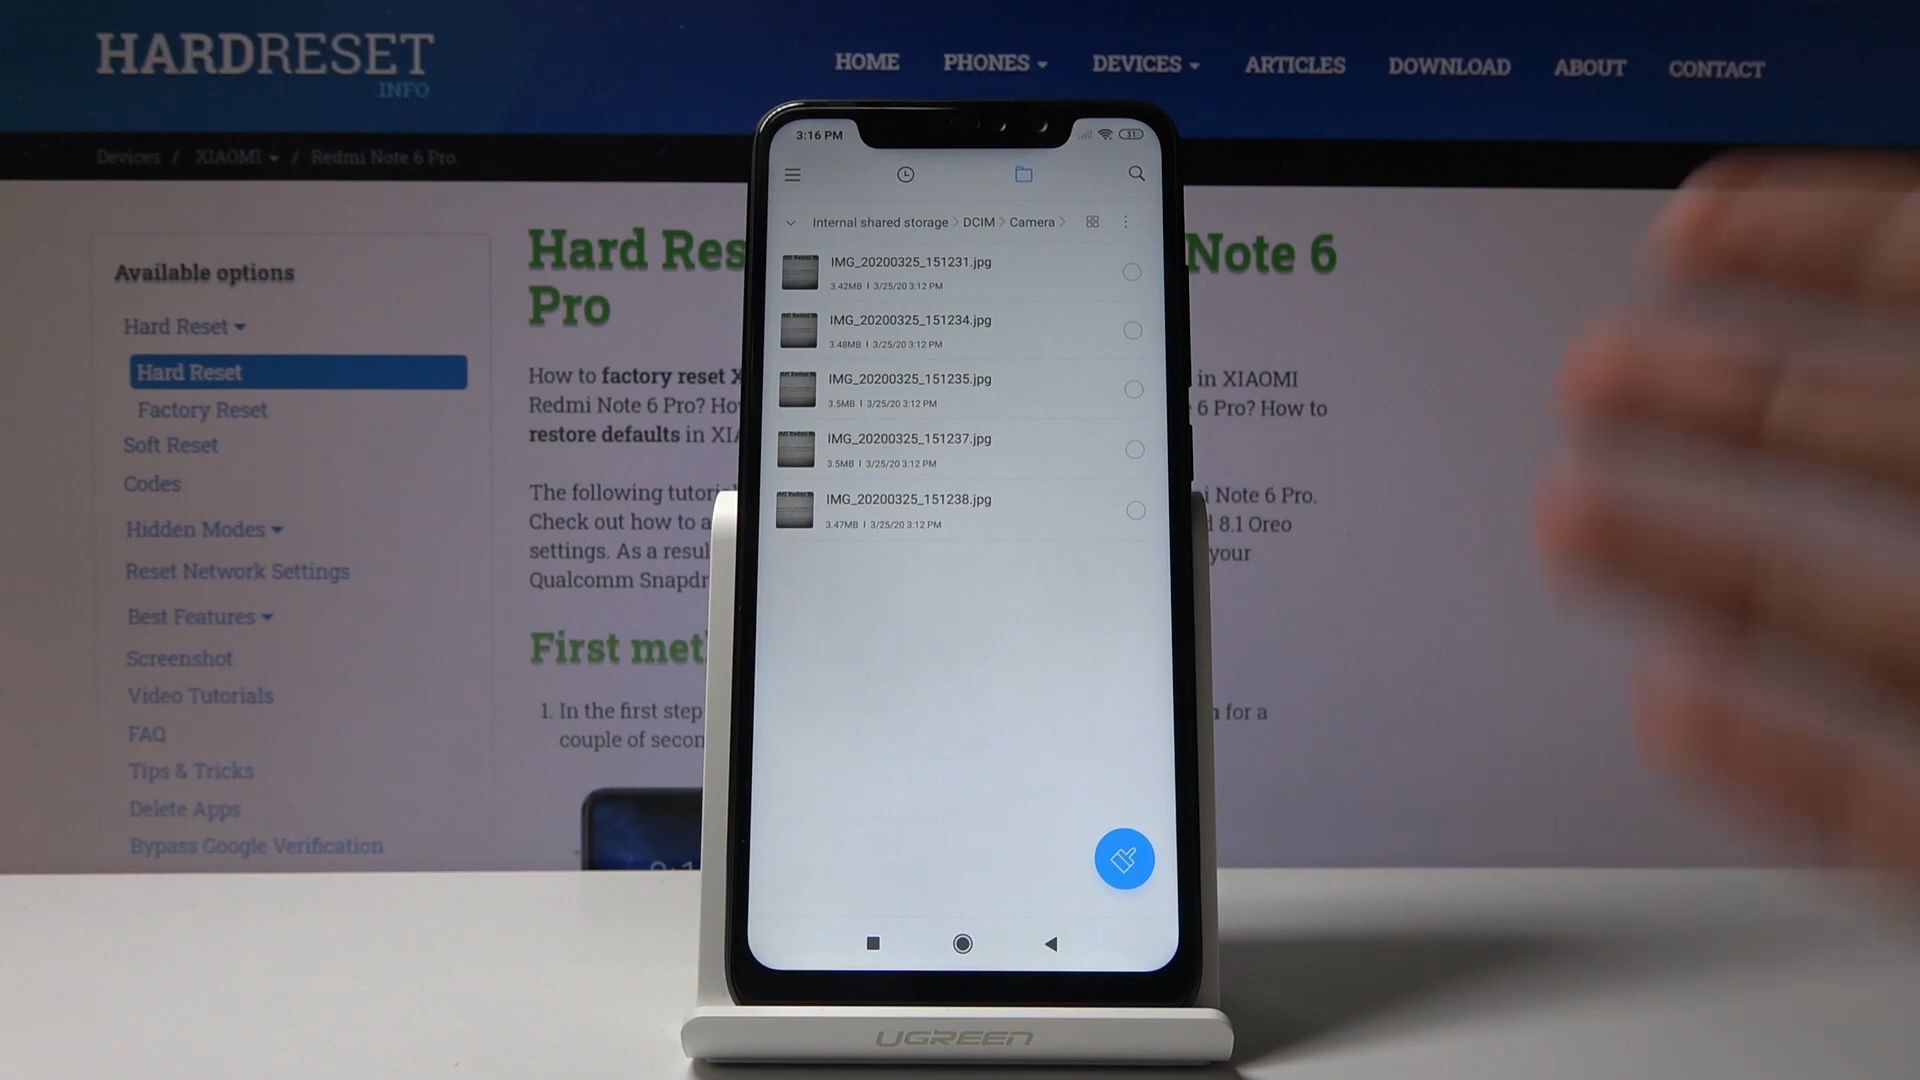 HARDRESET
.INFO
HOME
PHONES
DEVICES
ARTICLES
DOWNLOAD
ABOUT
CONTACT
Devices / XIAOMI / Redmi Note 6 Pro
Available options
Hard Reset
Hard Reset
Factory Reset
Soft Reset
Codes
Hidden Modes
Reset Network Settings
Best Features
Screenshot
Video Tutorials
FAQ
Tips & Tricks
Delete Apps
Bypass Google Verification
Hard Res Note 6
Pro
How to factory reset X in XIAOMI
Redmi Note 6 Pro? Ho 6 Pro? How to
restore defaults in XIA
The following tutori i Note 6 Pro.
Check out how to a 8.1 Oreo
settings. As a resul your
Qualcomm Snapdr
First met
1. In the first step for a
couple of secon
3:16 PM
31
Internal shared storage > DCIM > Camera >
IMG_20200325_151231.jpg
3.42MB | 3/25/20 3:12 PM
IMG_20200325_151234.jpg
3.48MB | 3/25/20 3:12 PM
IMG_20200325_151235.jpg
3.5MB | 3/25/20 3:12 PM
IMG_20200325_151237.jpg
3.5MB | 3/25/20 3:12 PM
IMG_20200325_151238.jpg
3.47MB | 3/25/20 3:12 PM
UGREEN